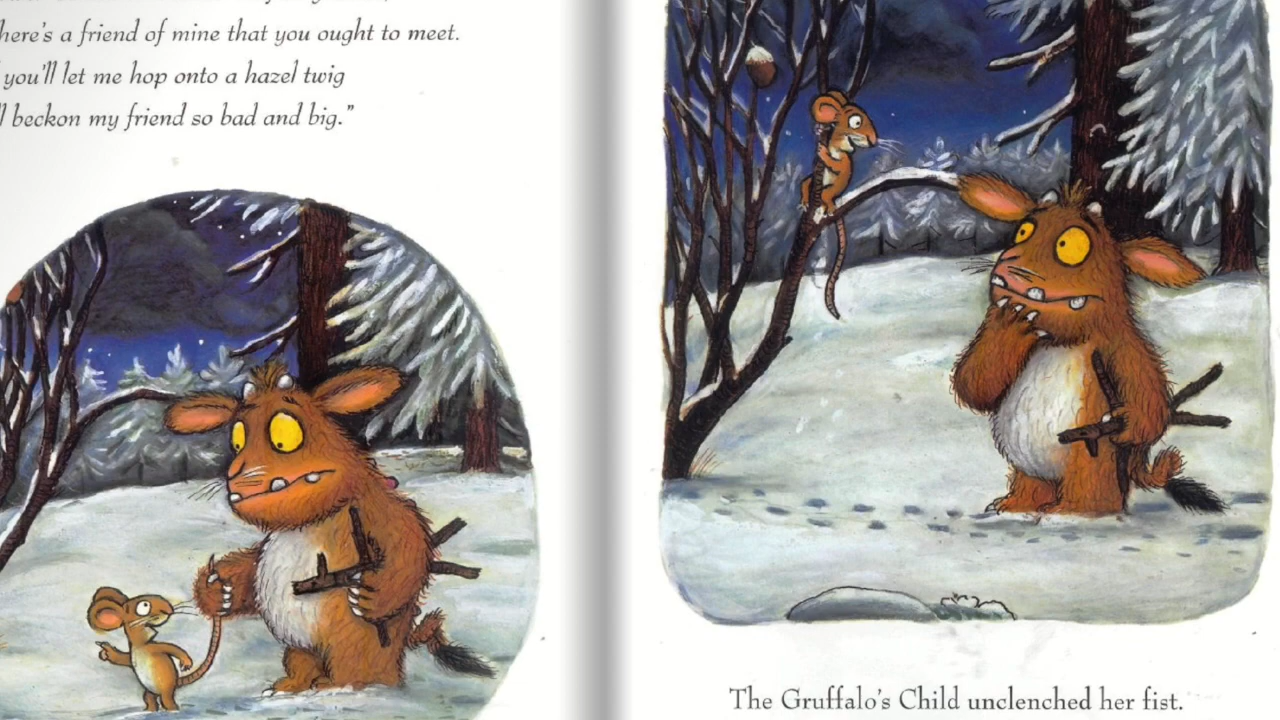 here's a friend of mine that you ought to meet.
you'll let me hop onto a hazel twig
beckon my friend so bad and big."
The Gruffalo's Child unclenched her fist.